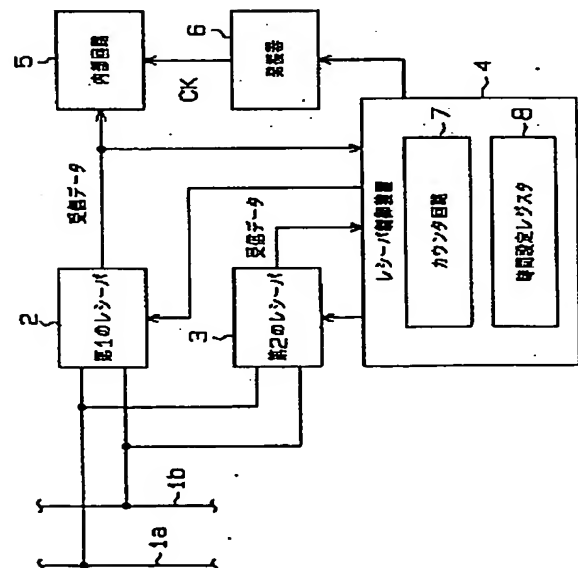 1a
1b
2
第1のレシーバ
3
第2のレシーバ
受信データ
受信データ
5
内部回路
CK
6
発振器
4
レシーバ制御装置
7
カウンタ回路
8
時間設定レジスタ